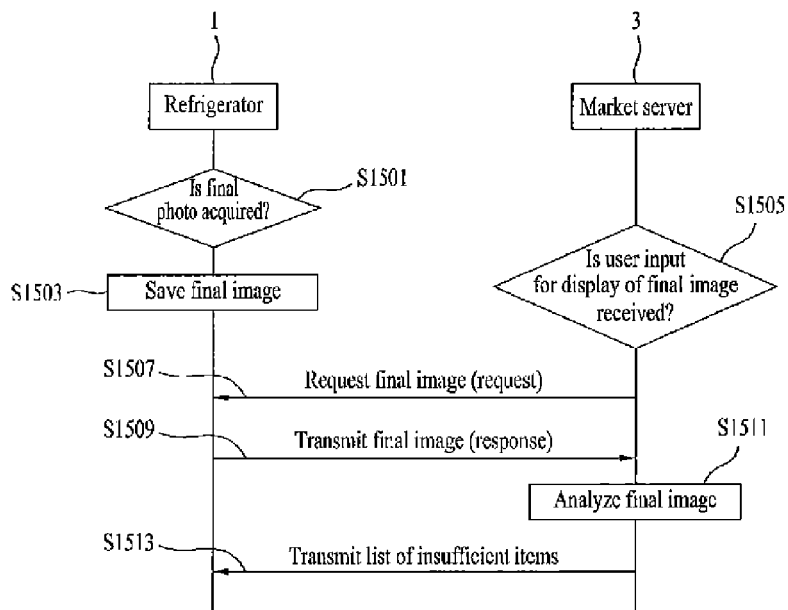 1
3
Refrigerator
Market server
S1501
Is final
photo acquired?
S1505
Is user input
for display of final image
received?
S1503
Save final image
S1507
Request final image (request)
S1509
Transmit final image (response)
S1511
Analyze final image
S1513
Transmit list of insufficient items